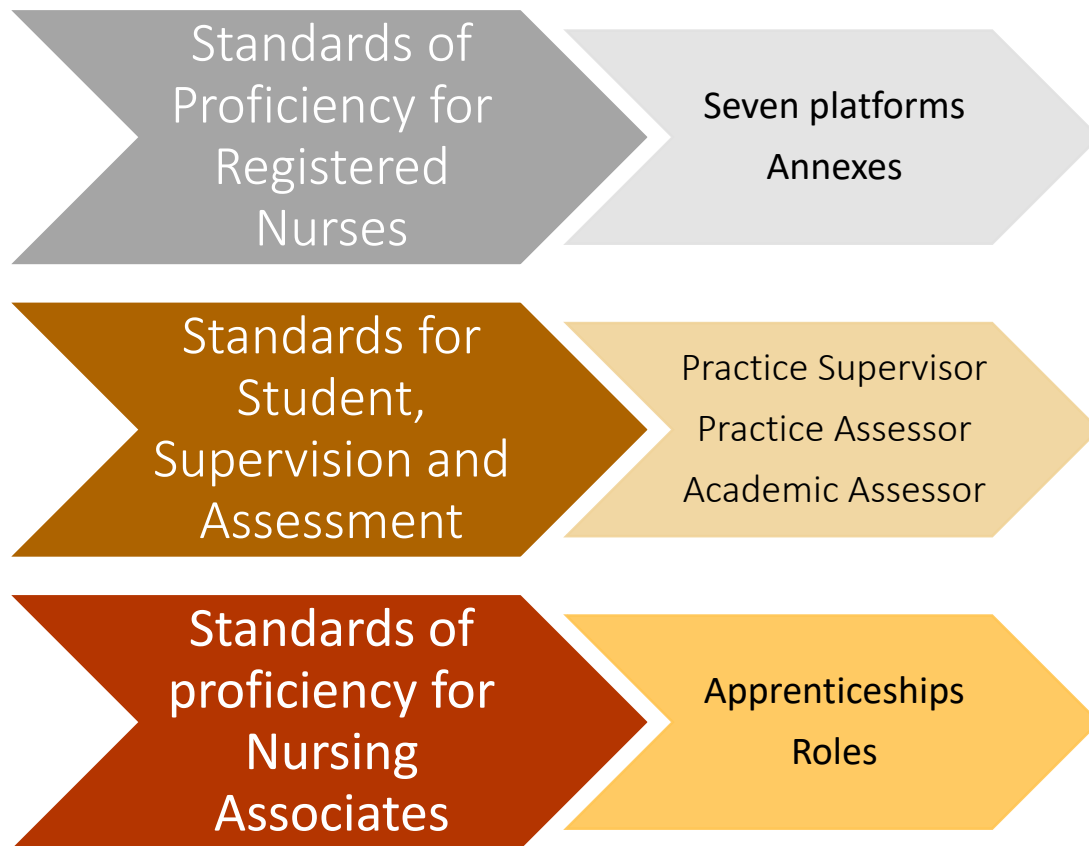 Standards of
Proficiency for
Registered
Nurses
Seven platforms
Annexes
Standards for
Student,
Supervision and
Assessment
Practice Supervisor
Practice Assessor
Academic Assessor
Standards of
proficiency for
Nursing
Associates
Apprenticeships
Roles